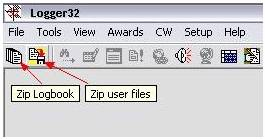 Logger32
File Tools View Awards CW Setup Help
Zip Logbook Zip user files